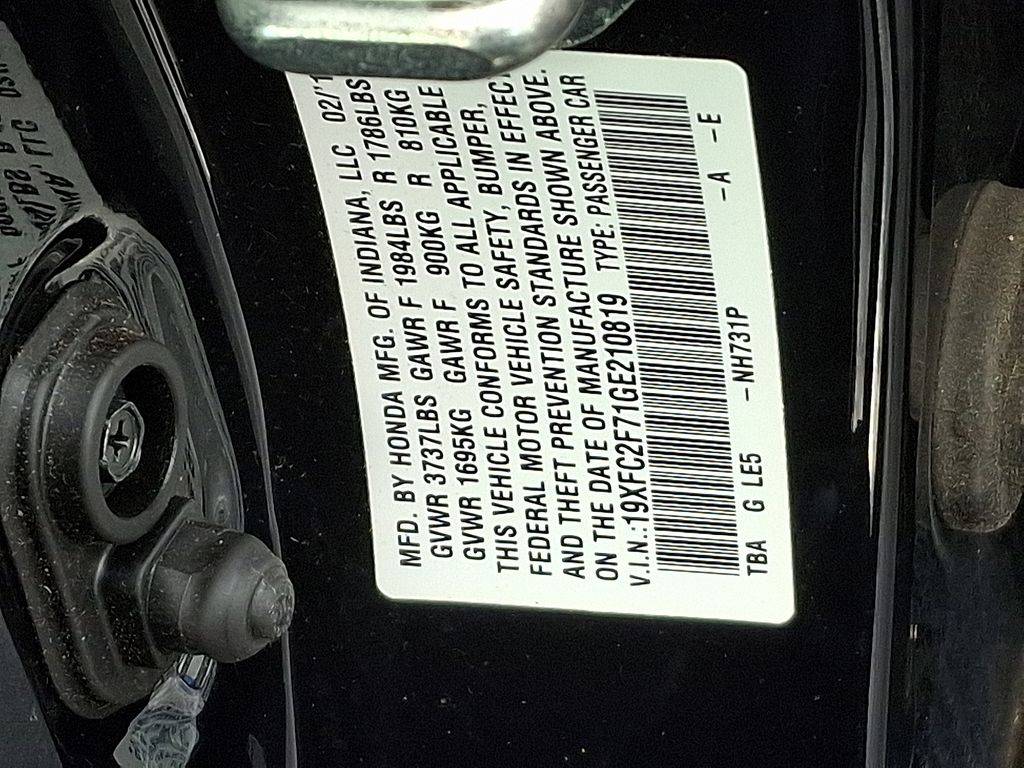 MFD. BY HONDA MFG. OF INDIANA, LLC 02/'1
GVWR 3737LBS GAWR F 1984LBS R 1786LBS
GVWR 1695KG GAWR F 900KG R 810KG
THIS VEHICLE CONFORMS TO ALL APPLICABLE
FEDERAL MOTOR VEHICLE SAFETY, BUMPER,
AND THEFT PREVENTION STANDARDS IN EFFECT
ON THE DATE OF MANUFACTURE SHOWN ABOVE.
V.I.N.:19XFC2F71GE210819 TYPE: PASSENGER CAR
TBA G LE5 -NH731P -A -E